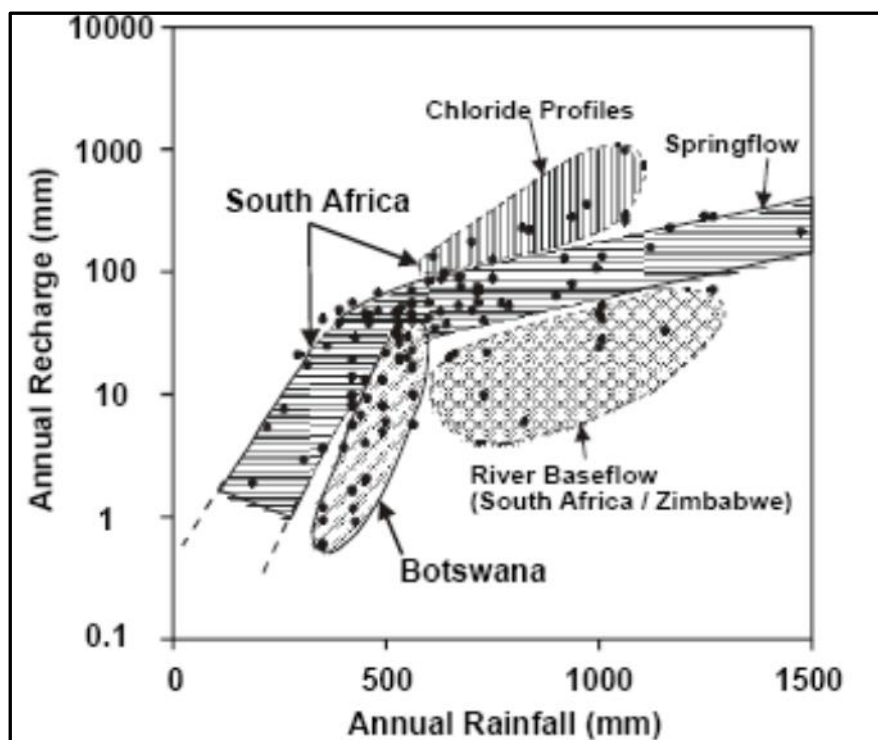 10000
1000
100
10
1
0.1
Annual Recharge (mm)
Chloride Profiles
Springflow
South Africa
River Baseflow
(South Africa / Zimbabwe)
Botswana
0
500
1000
1500
Annual Rainfall (mm)